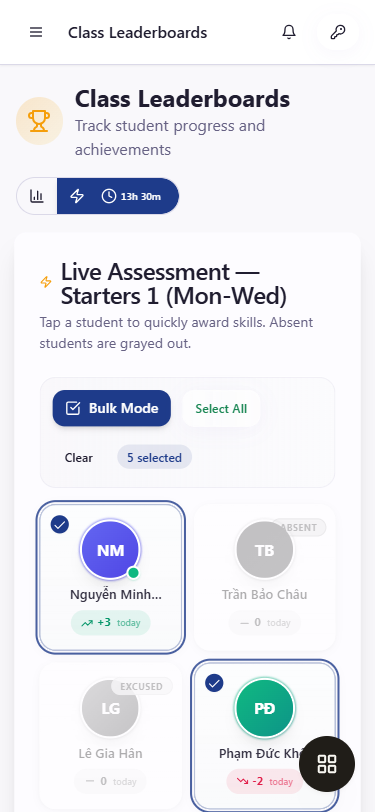 Class Leaderboards
Class Leaderboards
Track student progress and
achievements
13h 30m
Live Assessment —
Starters 1 (Mon-Wed)
Tap a student to quickly award skills. Absent
students are grayed out.
Bulk Mode
Select All
Clear
5 selected
NM
Nguyễn Minh...
+3 today
ABSENT
TB
Trần Bảo Châu
— 0 today
EXCUSED
LG
Lê Gia Hân
— 0 today
PĐ
Phạm Đức
-2 today